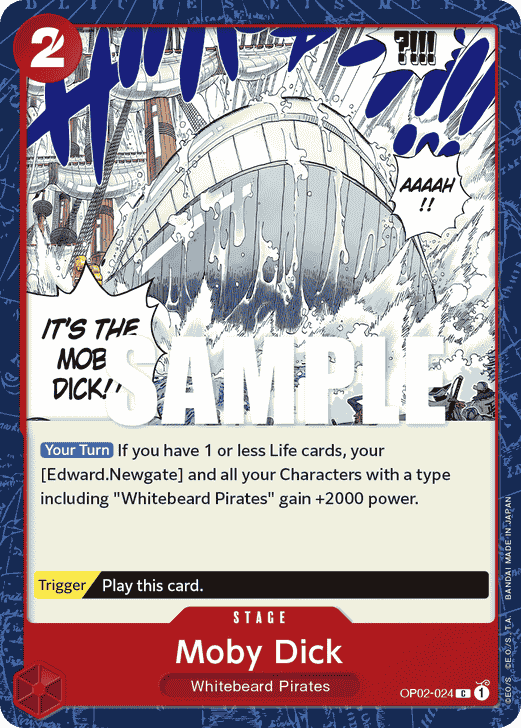 2
?!!!
AAAAH
!!
IT'S THE
MOB
DICK!!
SAMPLE
Your Turn If you have 1 or less Life cards, your
[Edward.Newgate] and all your Characters with a type
including "Whitebeard Pirates" gain +2000 power.
Trigger Play this card.
STAGE
Moby Dick
Whitebeard Pirates
OP02-024 C 1
©E.O./S. ©E.O./S.,T.A. BANDAI MADE IN JAPAN